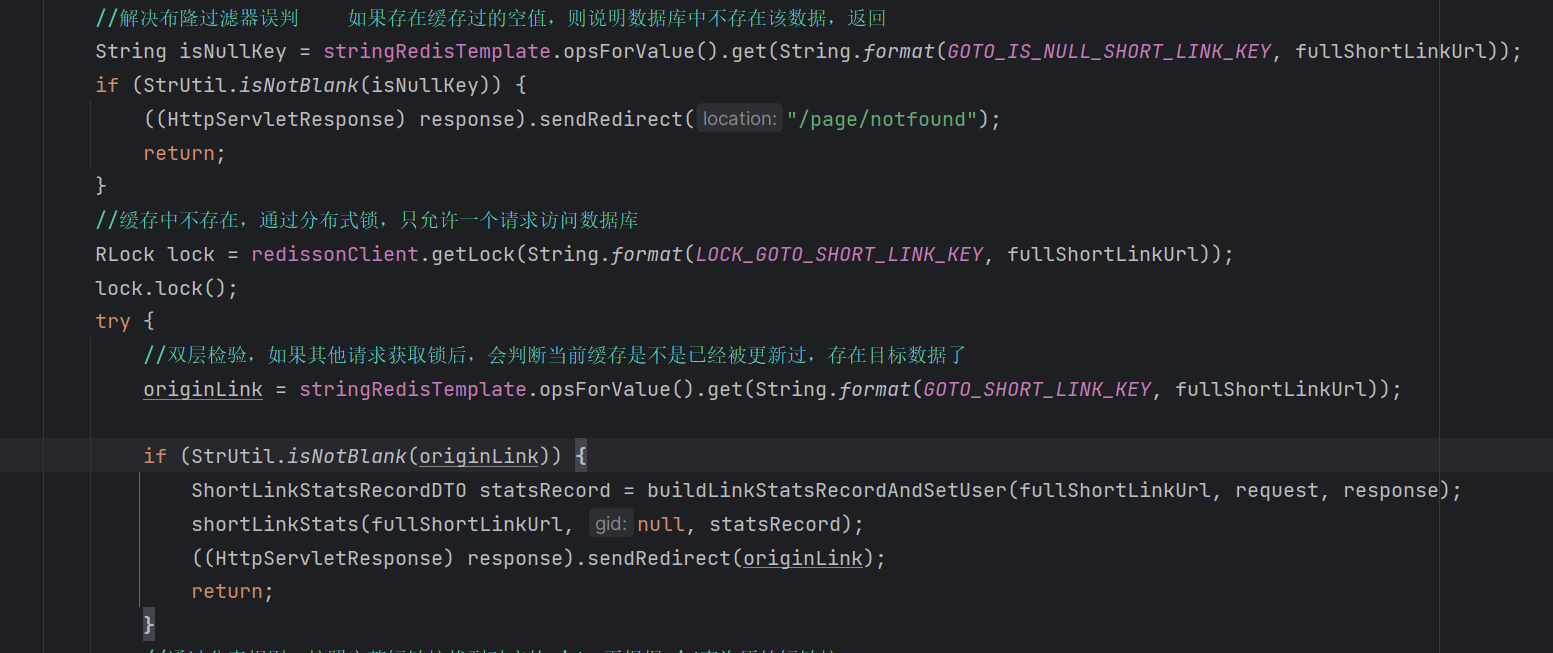 //解决布隆过滤器误判    如果存在缓存过的空值，则说明数据库中不存在该数据，返回
String isNullKey = stringRedisTemplate.opsForValue().get(String.format(GOTO_IS_NULL_SHORT_LINK_KEY, fullShortLinkUrl));
if (StrUtil.isNotBlank(isNullKey)) {
((HttpServletResponse) response).sendRedirect( location: "/page/notfound");
return;
}
//缓存中不存在，通过分布式锁，只允许一个请求访问数据库
RLock lock = redissonClient.getLock(String.format(LOCK_GOTO_SHORT_LINK_KEY, fullShortLinkUrl));
lock.lock();
try {
//双层检验，如果其他请求获取锁后，会判断当前缓存是不是已经被更新过，存在目标数据了
originLink = stringRedisTemplate.opsForValue().get(String.format(GOTO_SHORT_LINK_KEY, fullShortLinkUrl));
if (StrUtil.isNotBlank(originLink)) {
ShortLinkStatsRecordDTO statsRecord = buildLinkStatsRecordAndSetUser(fullShortLinkUrl, request, response);
shortLinkStats(fullShortLinkUrl, gid: null, statsRecord);
((HttpServletResponse) response).sendRedirect(originLink);
return;
}